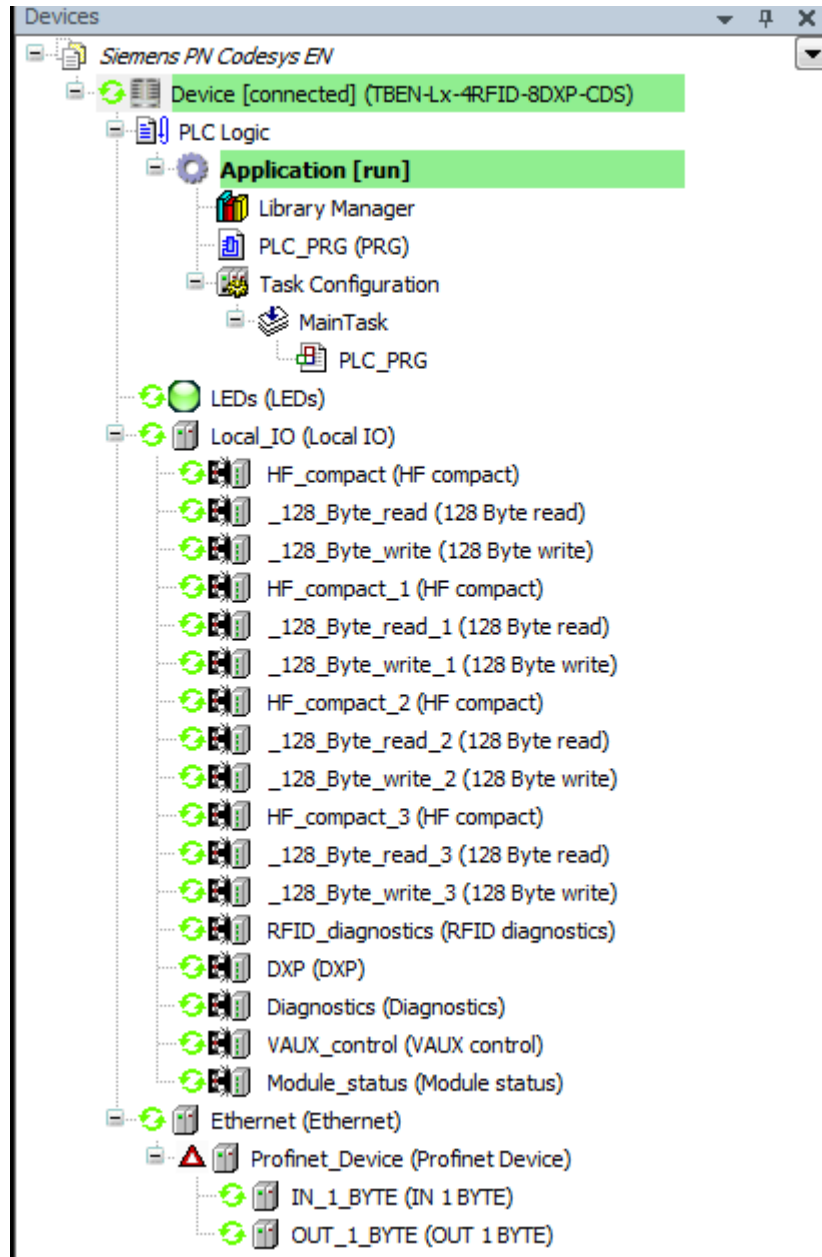 Devices
Siemens PN Codesys EN
Device [connected] (TBEN-Lx-4RFID-8DXP-CDS)
PLC Logic
Application [run]
Library Manager
PLC_PRG (PRG)
Task Configuration
MainTask
PLC_PRG
LEDs (LEDs)
Local_IO (Local IO)
HF_compact (HF compact)
_128_Byte_read (128 Byte read)
_128_Byte_write (128 Byte write)
HF_compact_1 (HF compact)
_128_Byte_read_1 (128 Byte read)
_128_Byte_write_1 (128 Byte write)
HF_compact_2 (HF compact)
_128_Byte_read_2 (128 Byte read)
_128_Byte_write_2 (128 Byte write)
HF_compact_3 (HF compact)
_128_Byte_read_3 (128 Byte read)
_128_Byte_write_3 (128 Byte write)
RFID_diagnostics (RFID diagnostics)
DXP (DXP)
Diagnostics (Diagnostics)
VAUX_control (VAUX control)
Module_status (Module status)
Ethernet (Ethernet)
Profinet_Device (Profinet Device)
IN_1_BYTE (IN 1 BYTE)
OUT_1_BYTE (OUT 1 BYTE)